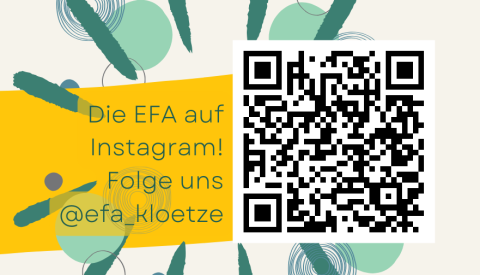 Die EFA auf
Instagram!
Folge uns
@efa_kloetze